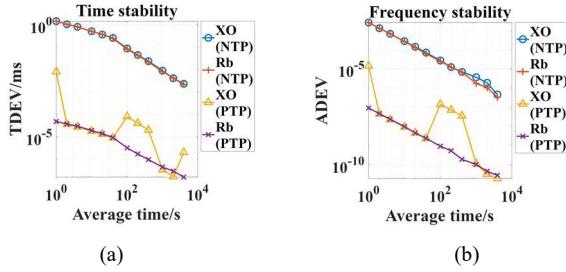 Time stability
TDEV/ms
10^0
10^-5
10^0
10^2
10^4
Average time/s
XO
(NTP)
Rb
(NTP)
XO
(PTP)
Rb
(PTP)
(a)
Frequency stability
ADEV
10^-5
10^-10
10^0
10^2
10^4
Average time/s
XO
(NTP)
Rb
(NTP)
XO
(PTP)
Rb
(PTP)
(b)